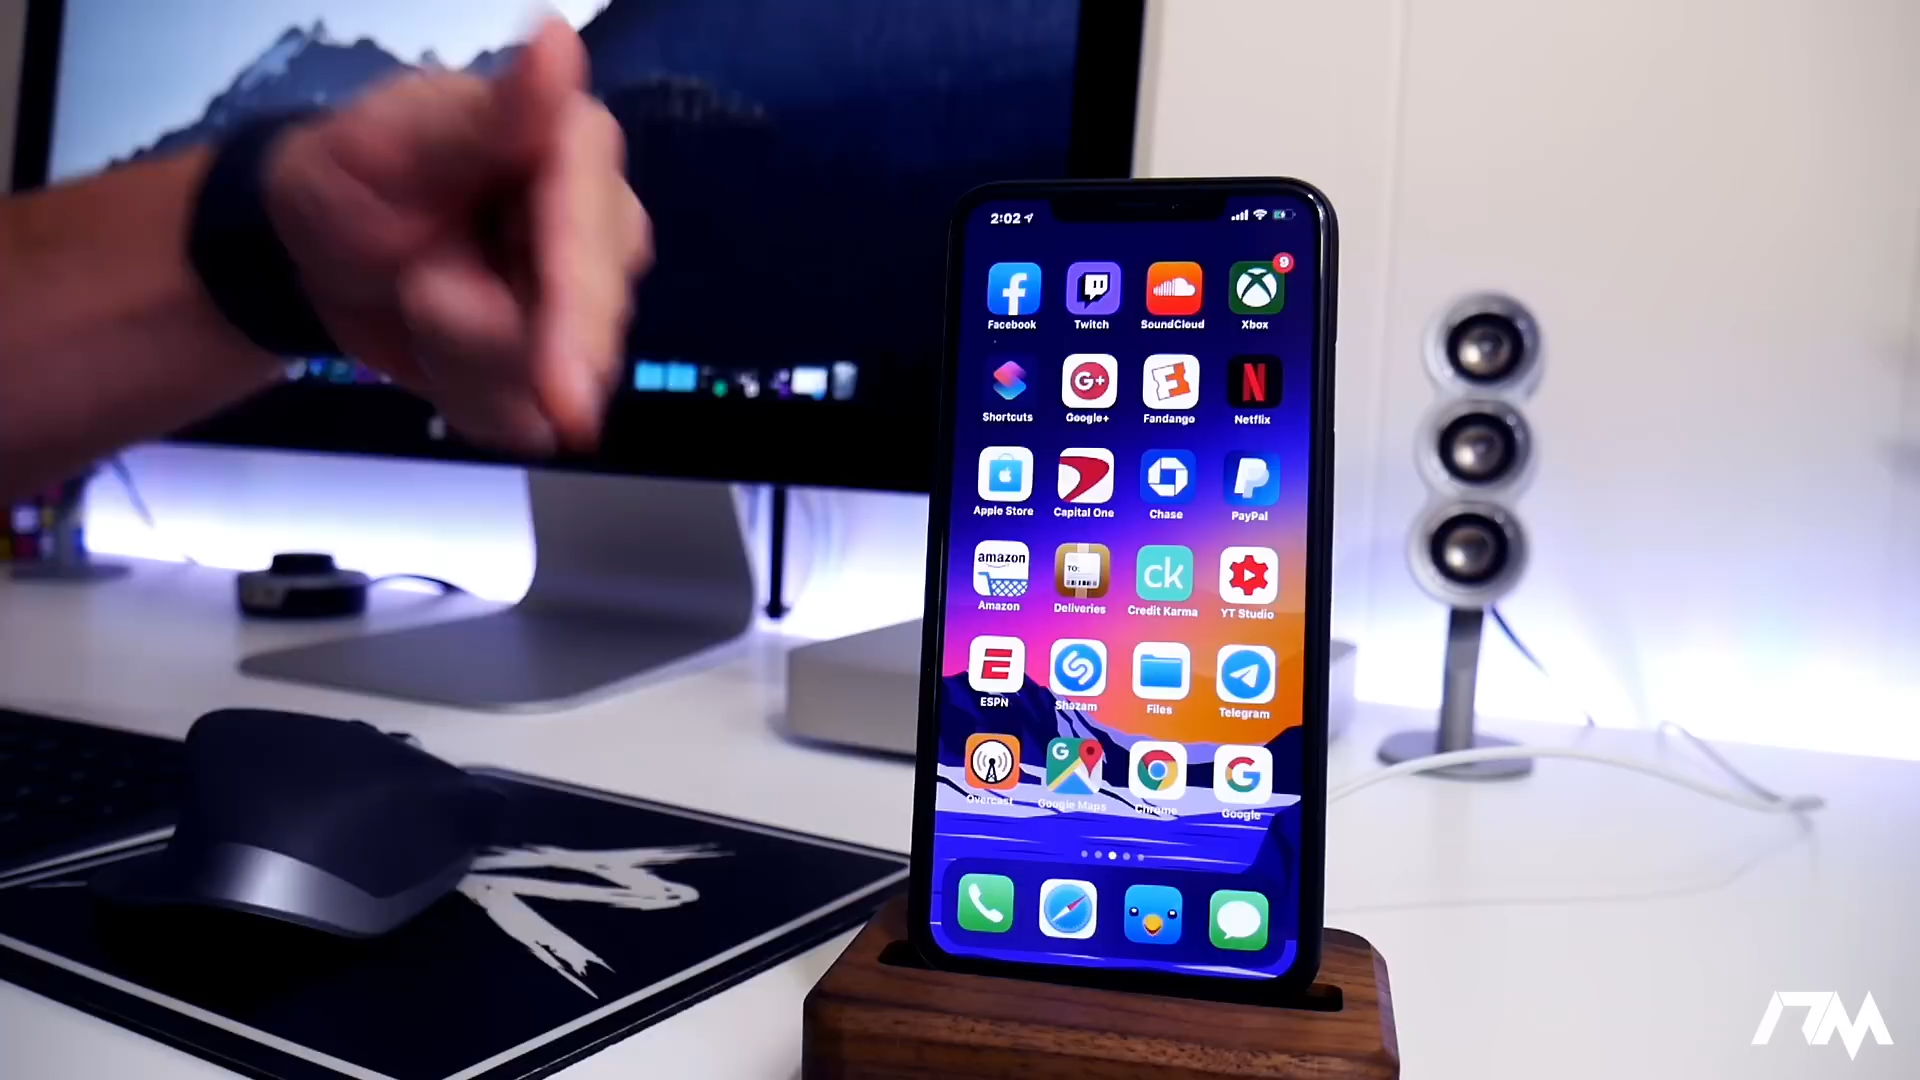 2:02
9
Facebook Twitch SoundCloud Xbox
Shortcuts Google+ Fandango Netflix
Apple Store Capital One Chase PayPal
amazon TO: ck
Amazon Deliveries Credit Karma YT Studio
ESPN Shazam Files Telegram
Overcast Google Maps Chrome Google